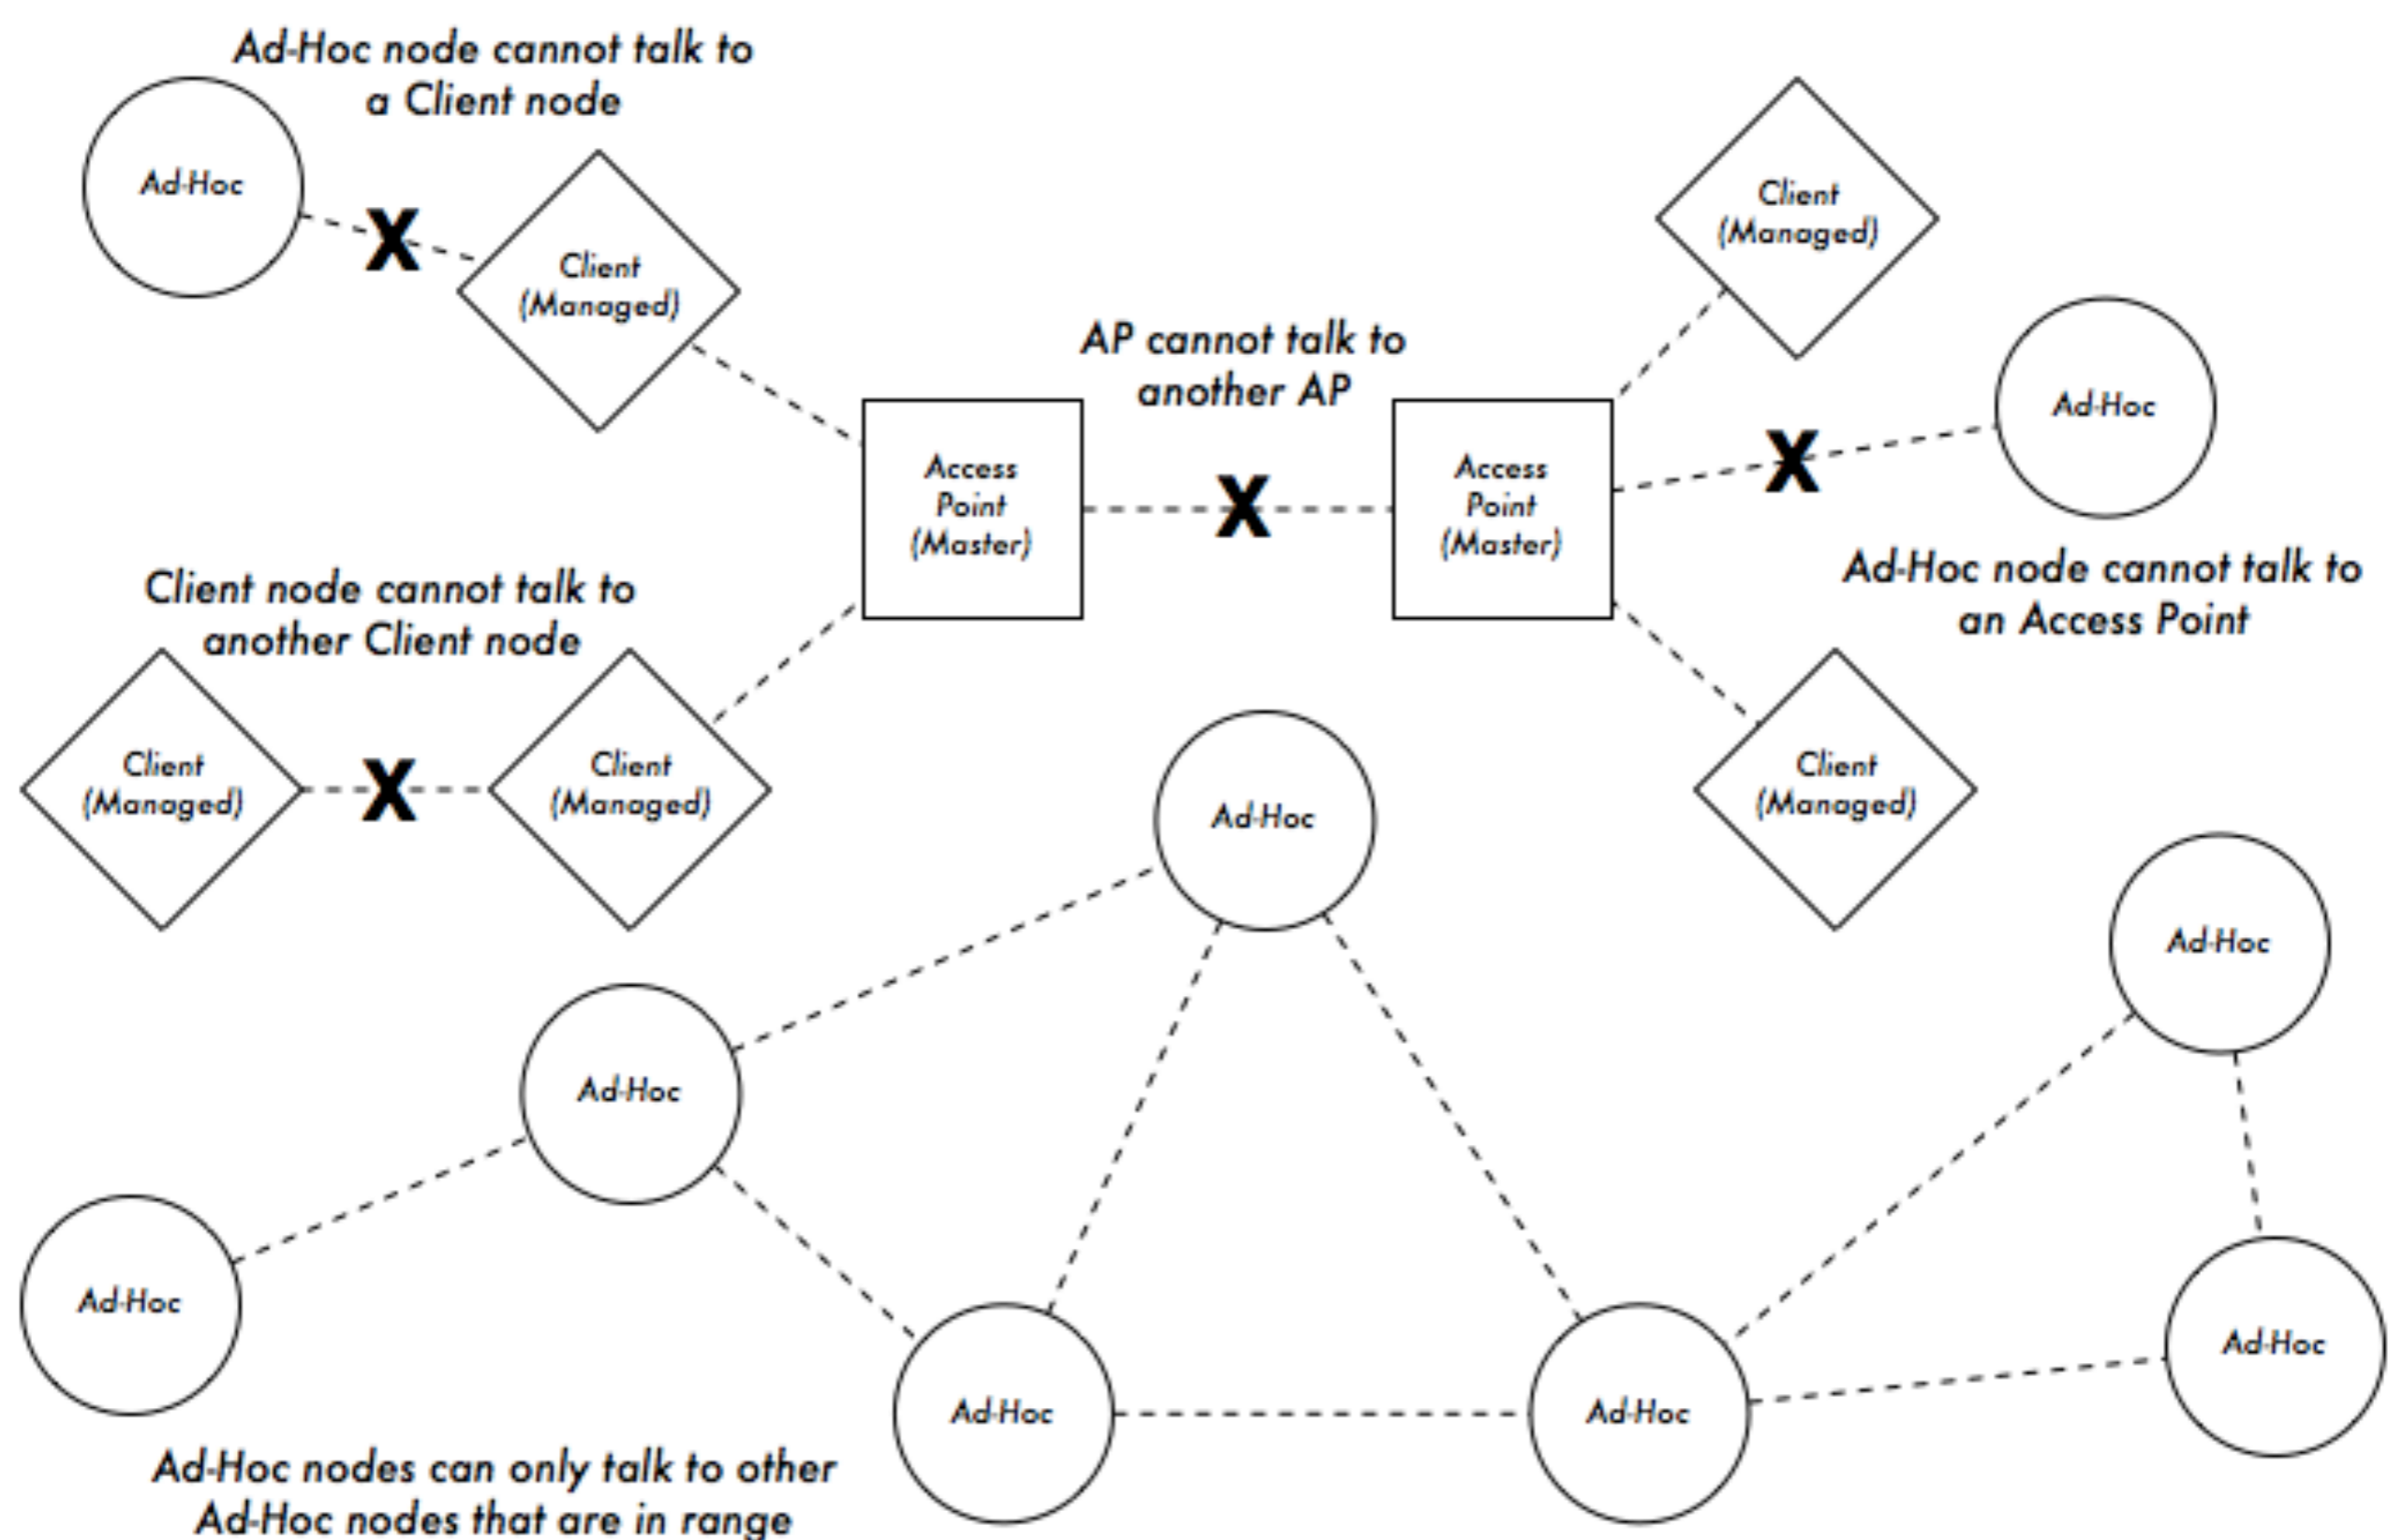 Ad-Hoc node cannot talk to
a Client node
Ad-Hoc
Client
(Managed)
Client
(Managed)
AP cannot talk to
another AP
Ad-Hoc
Access
Point
(Master)
Access
Point
(Master)
Ad-Hoc node cannot talk to
an Access Point
Client node cannot talk to
another Client node
Client
(Managed)
Client
(Managed)
Client
(Managed)
Ad-Hoc
Ad-Hoc
Ad-Hoc
Ad-Hoc
Ad-Hoc
Ad-Hoc
Ad-Hoc
Ad-Hoc nodes can only talk to other
Ad-Hoc nodes that are in range
X
X
X
X